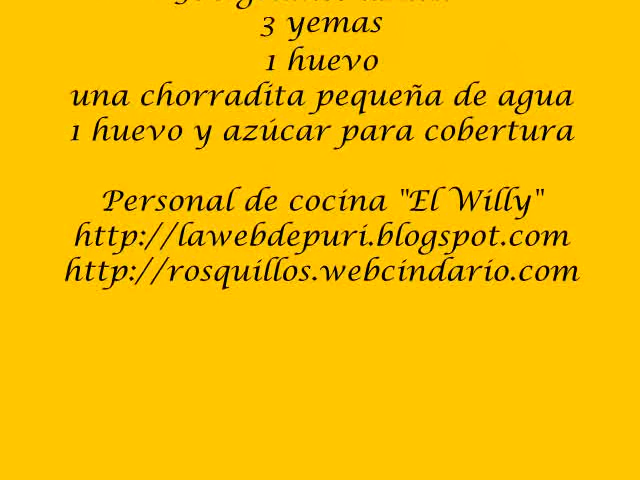 3 yemas
1 huevo
una chorradita pequeña de agua
1 huevo y azúcar para cobertura
Personal de cocina "El Willy"
http://lawebdepuri.blogspot.com
http://rosquillos.webcindario.com